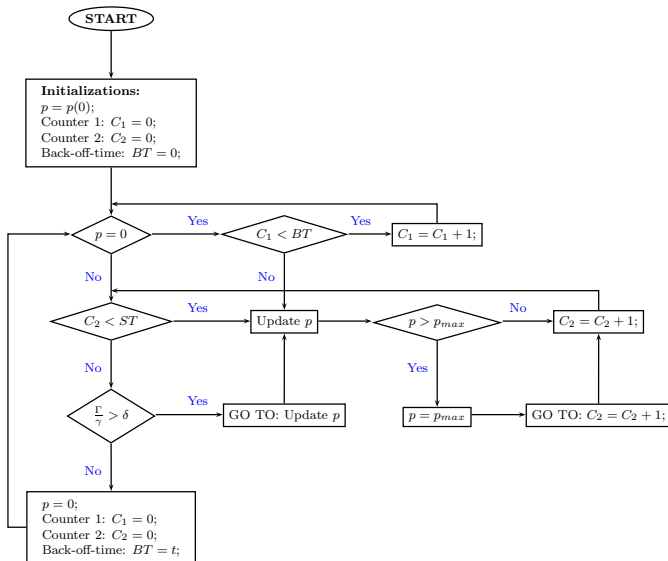 START
Initializations:
p = p(0);
Counter 1: C₁ = 0;
Counter 2: C₂ = 0;
Back-off-time: BT = 0;
p = 0
Yes
C₁ < BT
Yes
C₁ = C₁ + 1;
No
No
C₂ < ST
Yes
Update p
p > pₘₐₓ
No
C₂ = C₂ + 1;
No
Yes
Γ/γ > δ
Yes
GO TO: Update p
p = pₘₐₓ
GO TO: C₂ = C₂ + 1;
No
p = 0;
Counter 1: C₁ = 0;
Counter 2: C₂ = 0;
Back-off-time: BT = t;